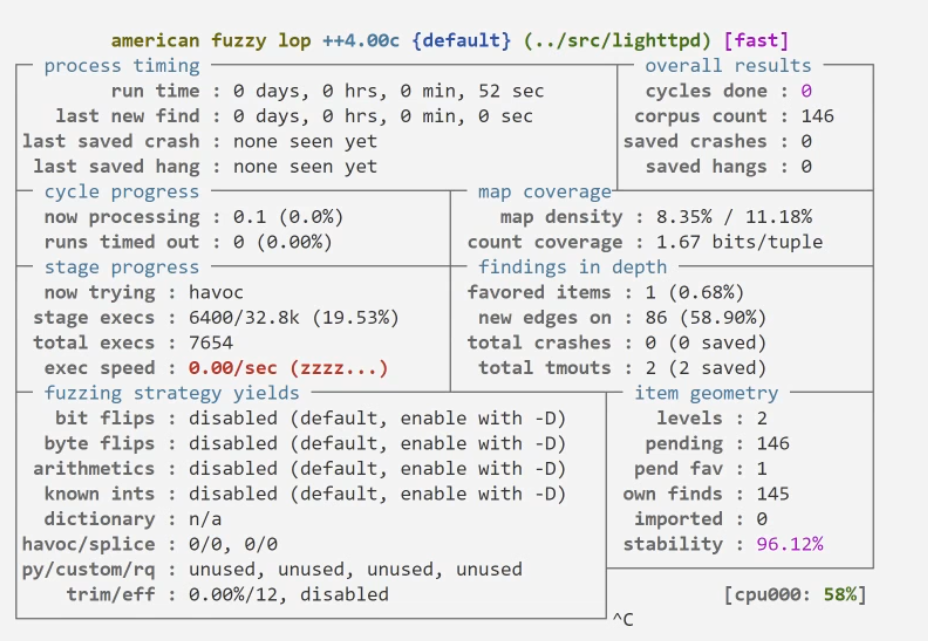 american fuzzy lop ++4.00c {default} (../src/lighttpd) [fast]
process timing overall results
run time : 0 days, 0 hrs, 0 min, 52 sec cycles done : 0
last new find : 0 days, 0 hrs, 0 min, 0 sec corpus count : 146
last saved crash : none seen yet saved crashes : 0
last saved hang : none seen yet saved hangs : 0
cycle progress map coverage
now processing : 0.1 (0.0%) map density : 8.35% / 11.18%
runs timed out : 0 (0.00%) count coverage : 1.67 bits/tuple
stage progress findings in depth
now trying : havoc favored items : 1 (0.68%)
stage execs : 6400/32.8k (19.53%) new edges on : 86 (58.90%)
total execs : 7654 total crashes : 0 (0 saved)
exec speed : 0.00/sec (zzzz...) total tmouts : 2 (2 saved)
fuzzing strategy yields item geometry
bit flips : disabled (default, enable with -D) levels : 2
byte flips : disabled (default, enable with -D) pending : 146
arithmetics : disabled (default, enable with -D) pend fav : 1
known ints : disabled (default, enable with -D) own finds : 145
dictionary : n/a imported : 0
havoc/splice : 0/0, 0/0 stability : 96.12%
py/custom/rq : unused, unused, unused, unused
trim/eff : 0.00%/12, disabled [cpu000: 58%]
^C